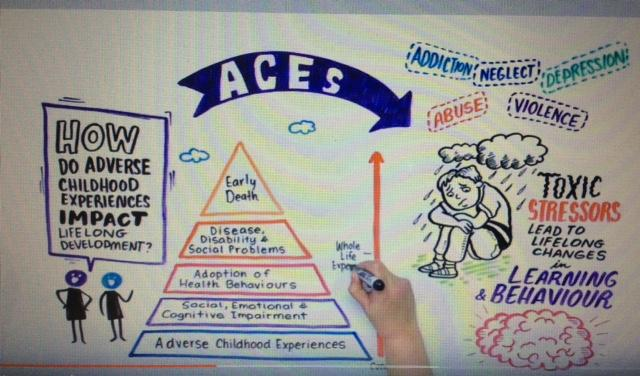 ACES
ADDICTION
NEGLECT
DEPRESSION
ABUSE
VIOLENCE
HOW
DO ADVERSE
CHILDHOOD
EXPERIENCES
IMPACT
LIFELONG
DEVELOPMENT?
Early
Death
Disease,
Disability &
Social Problems
Adoption of
Health Behaviours
Social, Emotional &
Cognitive Impairment
Adverse Childhood Experiences
Whole
Life
TOXIC
STRESSORS
LEAD TO
LIFELONG
CHANGES
in
LEARNING
& BEHAVIOUR